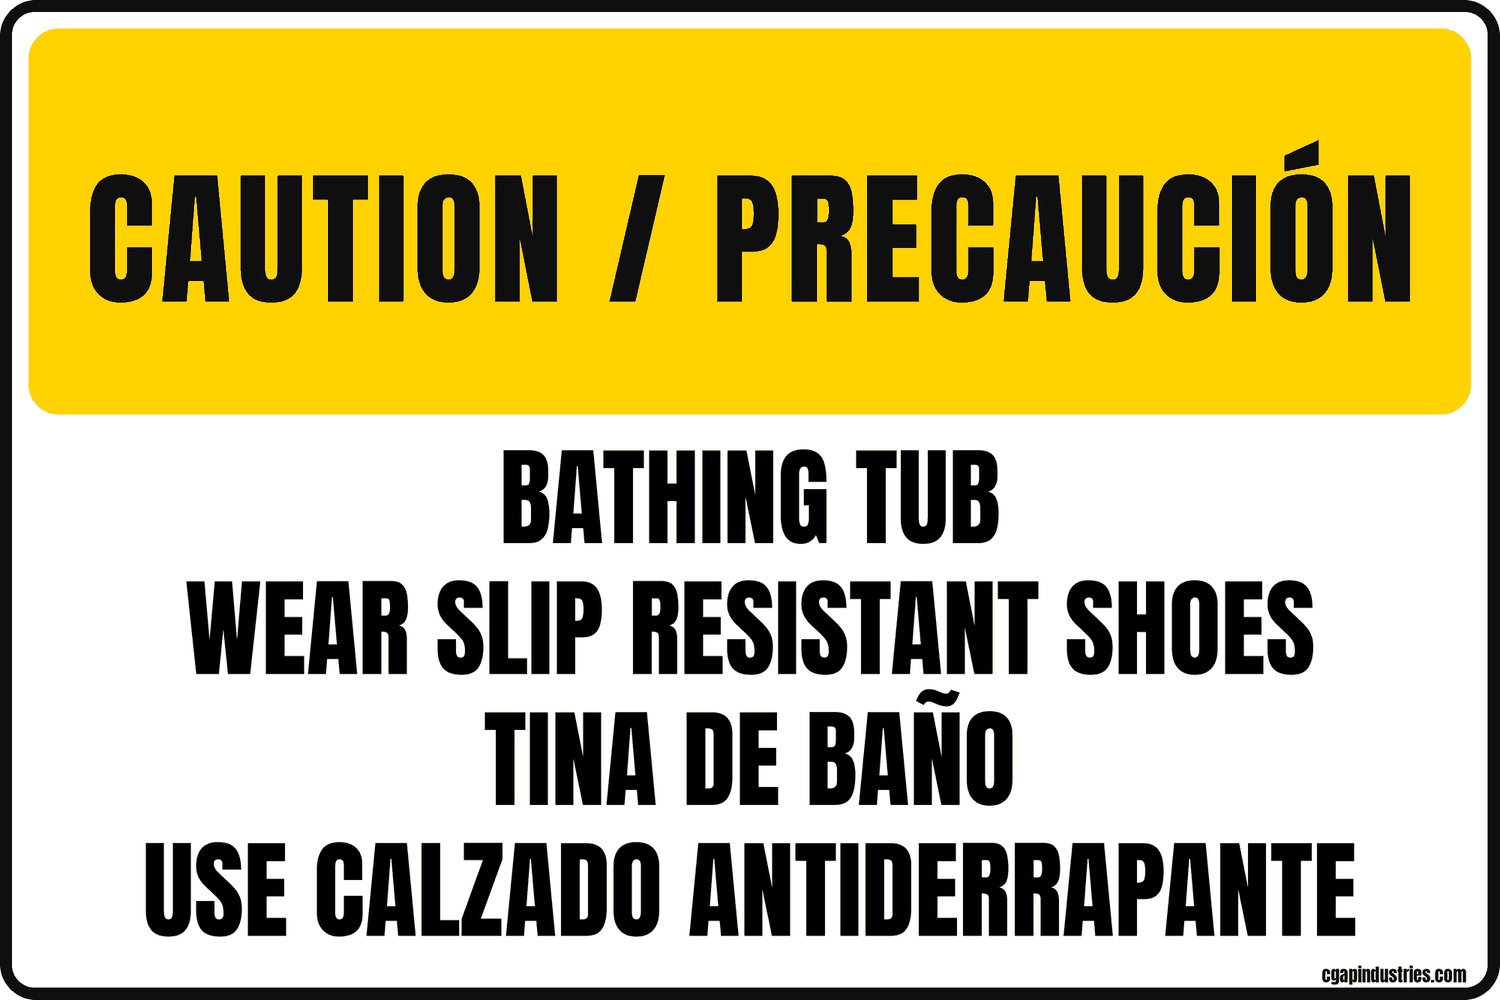 CAUTION / PRECAUCIÓN
BATHING TUB
WEAR SLIP RESISTANT SHOES
TINA DE BAÑO
USE CALZADO ANTIDERRAPANTE
cgapindustries.com